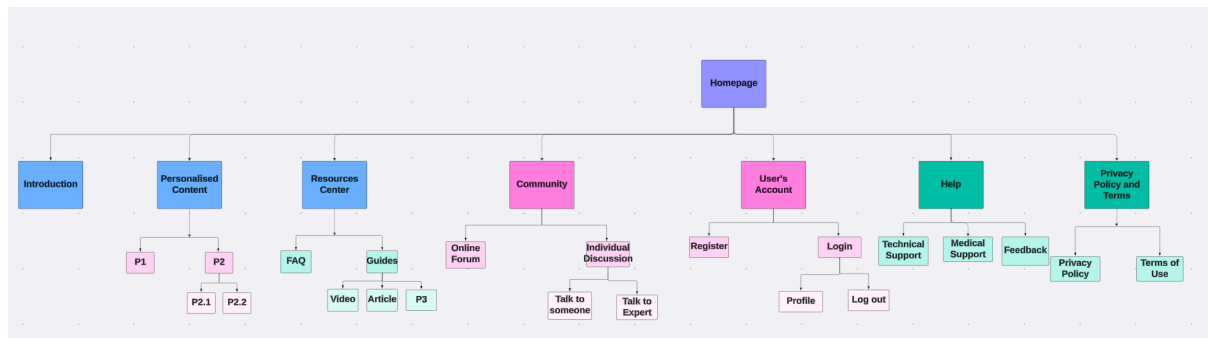 Homepage
Introduction
Personalised
Content
Resources
Center
Community
User's
Account
Help
Privacy
Policy and
Terms
P1
P2
FAQ
Guides
Online
Forum
Individual
Discussion
Register
Login
Technical
Support
Medical
Support
Feedback
Privacy
Policy
Terms of
Use
P2.1
P2.2
Video
Article
P3
Talk to
someone
Talk to
Expert
Profile
Log out